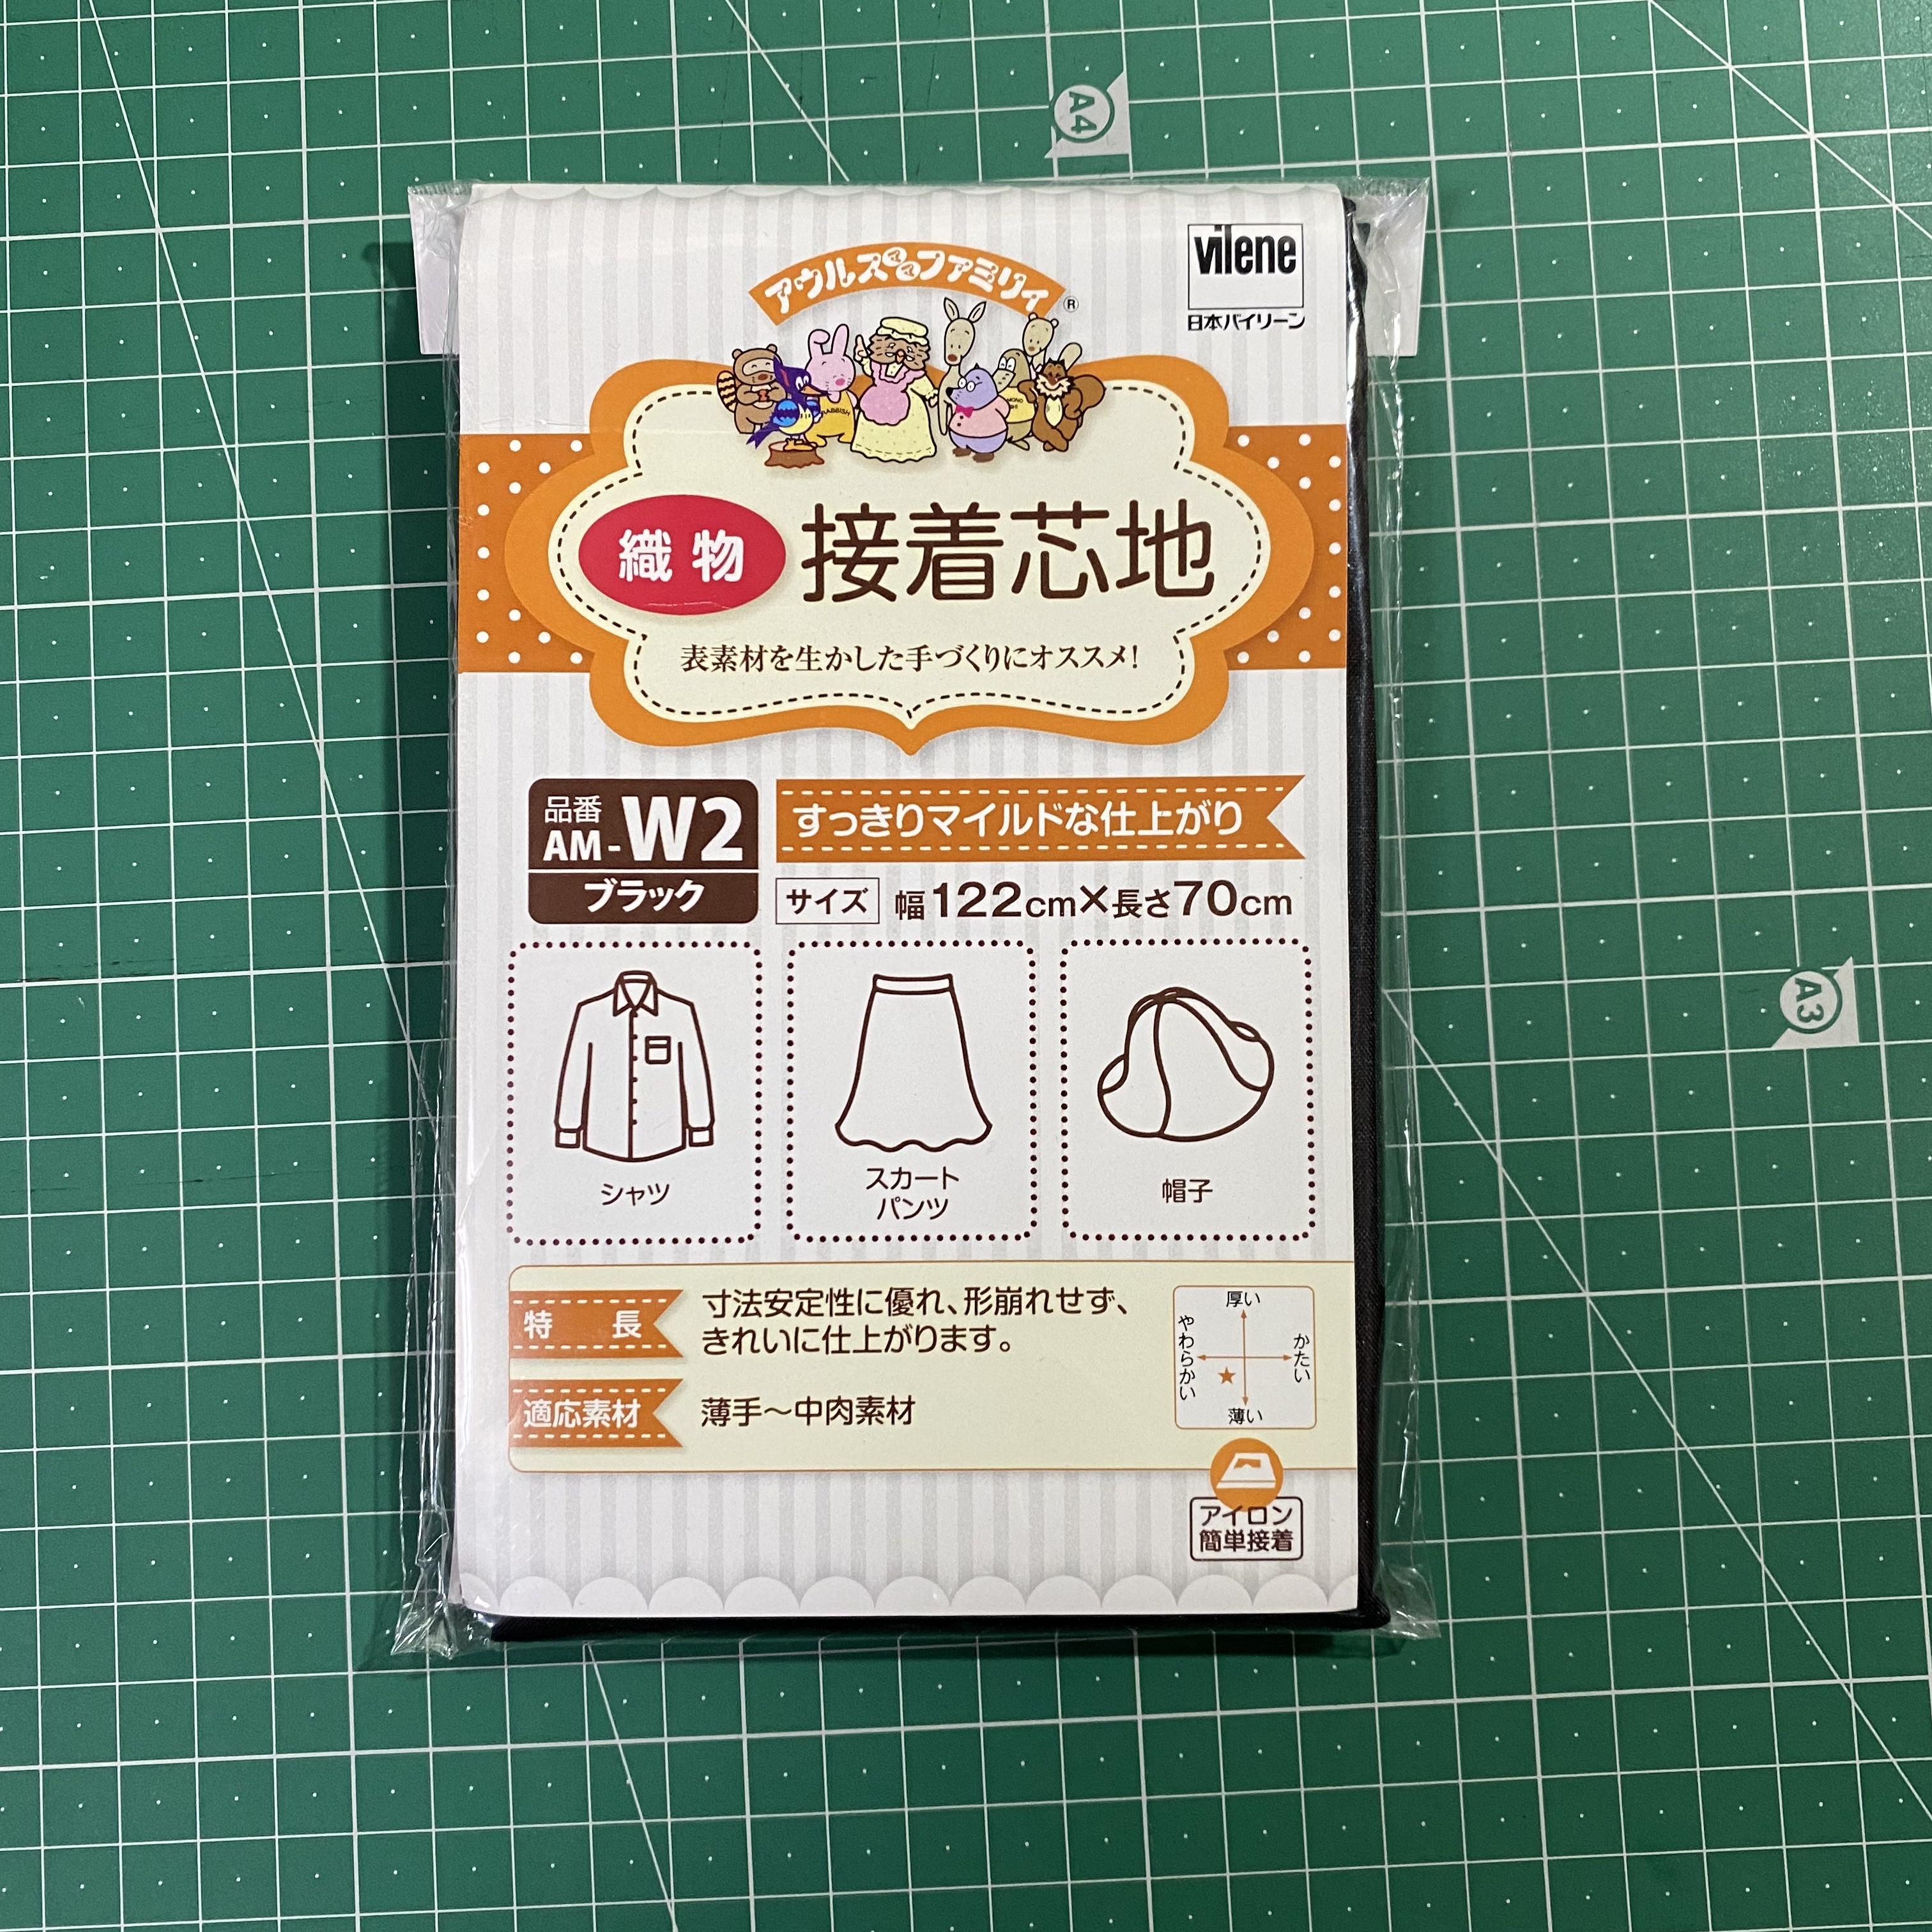 A4
vilene
日本バイリーン
アウルスママファミリィ®
RABBISH
織物 接着芯地
表素材を生かした手づくりにオススメ!
品番
AM-W2
ブラック
すっきりマイルドな仕上がり
サイズ 幅122cm×長さ70cm
A3
シャツ
スカート
パンツ
帽子
特長
寸法安定性に優れ、形崩れせず、
きれいに仕上がります。
適応素材
薄手～中肉素材
厚い
やわらかい
かたい
薄い
アイロン
簡単接着